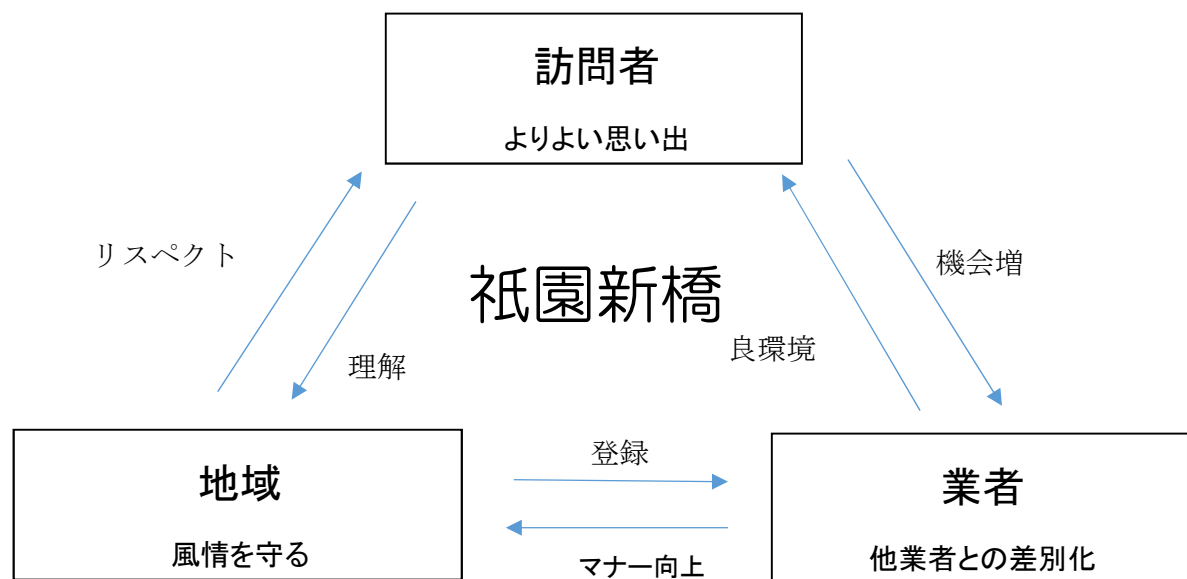 訪問者
よりよい思い出
リスペクト
機会増
祇園新橋
理解
良環境
登録
地域
風情を守る
業者
他業者との差別化
マナー向上